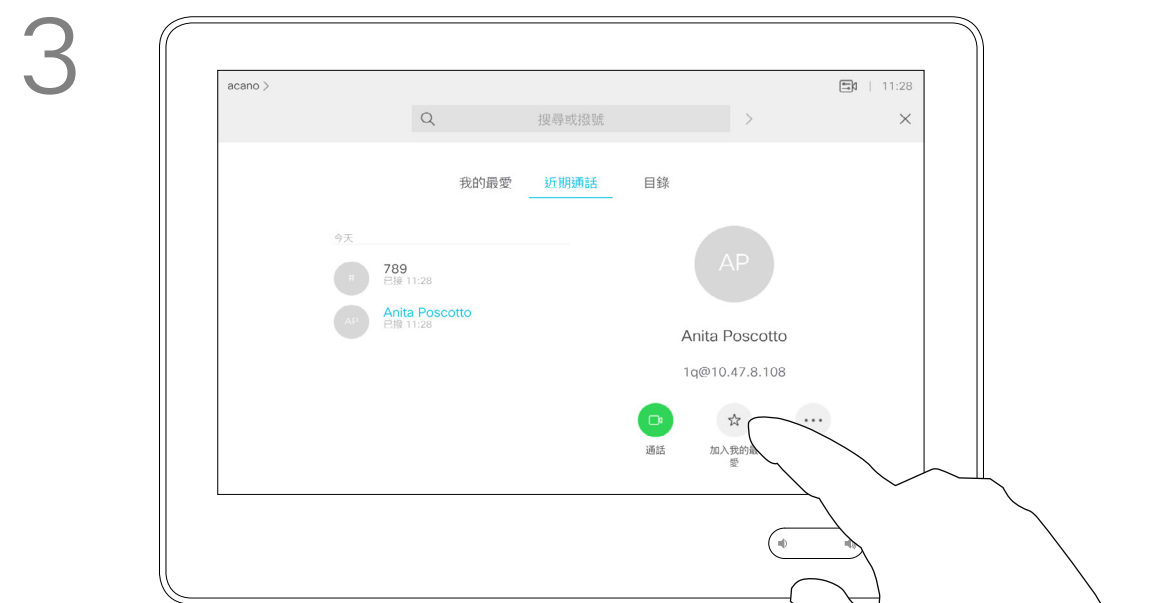 3
acano >
11:28
搜尋或撥號
我的最愛 近期通話 目錄
今天
#
789
已接 11:28
AP
Anita Poscotto
已撥 11:28
AP
Anita Poscotto
1q@10.47.8.108
通話
加入我的最
愛